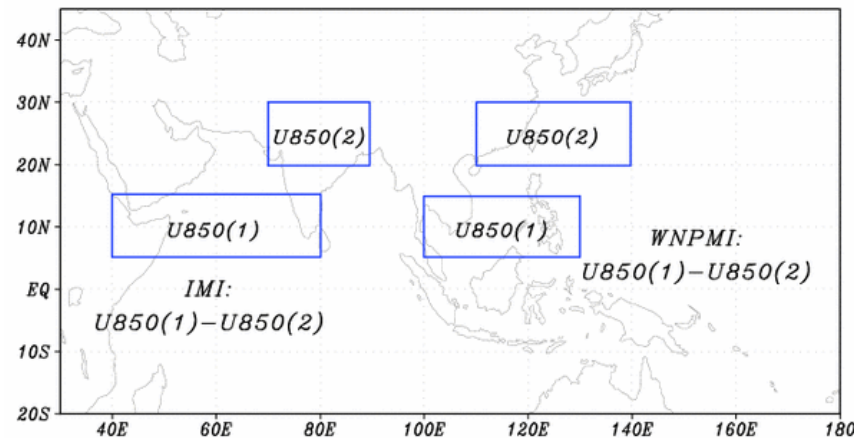 40N
30N
20N
10N
EQ
10S
20S
U850(2)
U850(2)
U850(1)
U850(1)
WNPMI:
U850(1)-U850(2)
IMI:
U850(1)-U850(2)
40E
60E
80E
100E
120E
140E
160E
180